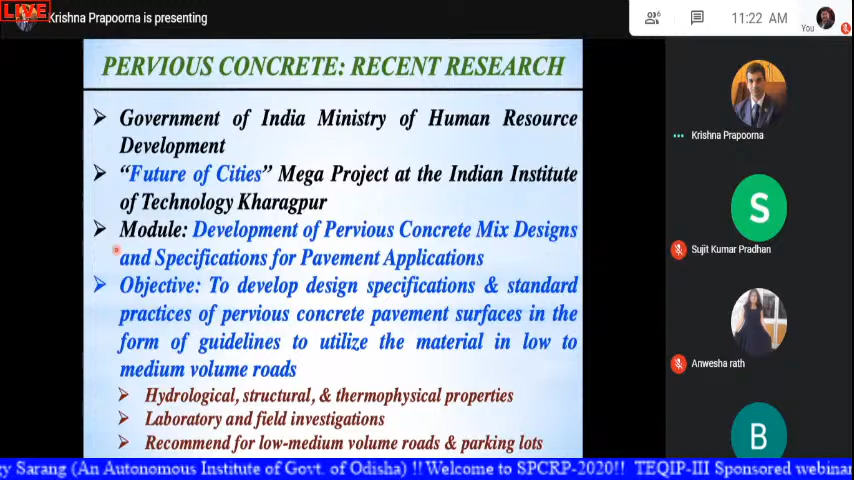 LIVE
Krishna Prapoorna is presenting
6
11:22 AM
You
PERVIOUS CONCRETE: RECENT RESEARCH
Government of India Ministry of Human Resource
Development
“Future of Cities” Mega Project at the Indian Institute
of Technology Kharagpur
Module: Development of Pervious Concrete Mix Designs
and Specifications for Pavement Applications
Objective: To develop design specifications & standard
practices of pervious concrete pavement surfaces in the
form of guidelines to utilize the material in low to
medium volume roads
Hydrological, structural, & thermophysical properties
Laboratory and field investigations
Recommend for low-medium volume roads & parking lots
Krishna Prapoorna
S
Sujit Kumar Pradhan
Anwesha rath
B
gy Sarang (An Autonomous Institute of Govt. of Odisha) !! Welcome to SPCRP-2020!! TEQIP-III Sponsored webinar